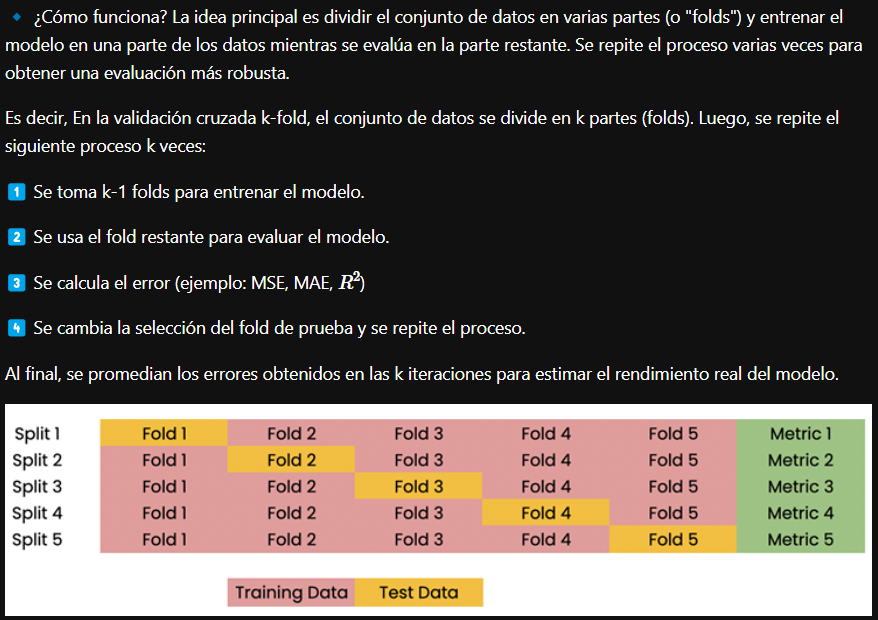 🔹 ¿Cómo funciona? La idea principal es dividir el conjunto de datos en varias partes (o "folds") y entrenar el
modelo en una parte de los datos mientras se evalúa en la parte restante. Se repite el proceso varias veces para
obtener una evaluación más robusta.
Es decir, En la validación cruzada k-fold, el conjunto de datos se divide en k partes (folds). Luego, se repite el
siguiente proceso k veces:
1 Se toma k-1 folds para entrenar el modelo.
2 Se usa el fold restante para evaluar el modelo.
3 Se calcula el error (ejemplo: MSE, MAE, R²)
4 Se cambia la selección del fold de prueba y se repite el proceso.
Al final, se promedian los errores obtenidos en las k iteraciones para estimar el rendimiento real del modelo.
Split 1 Fold 1 Fold 2 Fold 3 Fold 4 Fold 5 Metric 1
Split 2 Fold 1 Fold 2 Fold 3 Fold 4 Fold 5 Metric 2
Split 3 Fold 1 Fold 2 Fold 3 Fold 4 Fold 5 Metric 3
Split 4 Fold 1 Fold 2 Fold 3 Fold 4 Fold 5 Metric 4
Split 5 Fold 1 Fold 2 Fold 3 Fold 4 Fold 5 Metric 5
Training Data Test Data